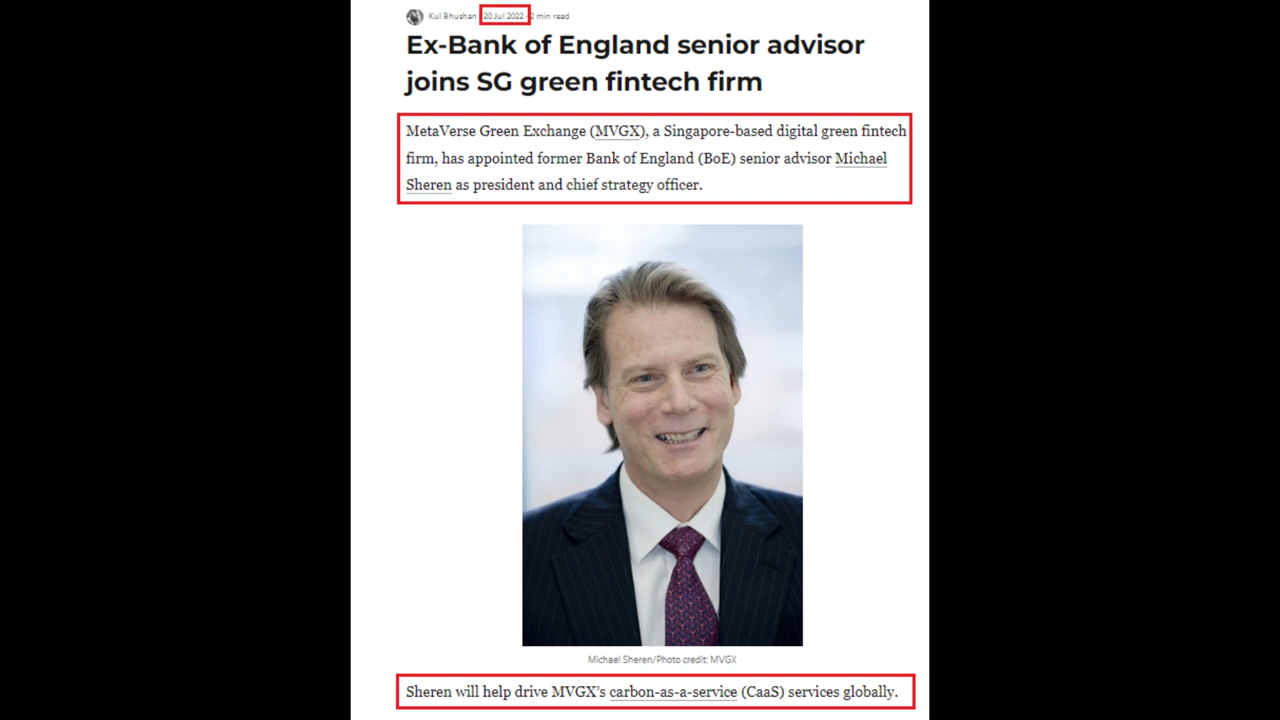 Kul Bhushan 20 Jul 2022 · 2 min read
Ex-Bank of England senior advisor
joins SG green fintech firm
MetaVerse Green Exchange (MVGX), a Singapore-based digital green fintech
firm, has appointed former Bank of England (BoE) senior advisor Michael
Sheren as president and chief strategy officer.
Michael Sheren/Photo credit: MVGX
Sheren will help drive MVGX’s carbon-as-a-service (CaaS) services globally.